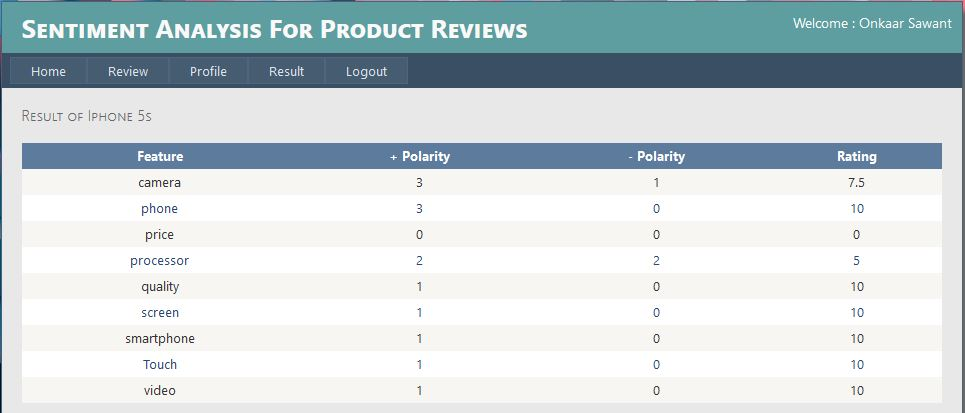 Sentiment Analysis For Product Reviews
Welcome : Onkaar Sawant
Home Review Profile Result Logout
Result of Iphone 5s
Feature + Polarity - Polarity Rating
camera 3 1 7.5
phone 3 0 10
price 0 0 0
processor 2 2 5
quality 1 0 10
screen 1 0 10
smartphone 1 0 10
Touch 1 0 10
video 1 0 10